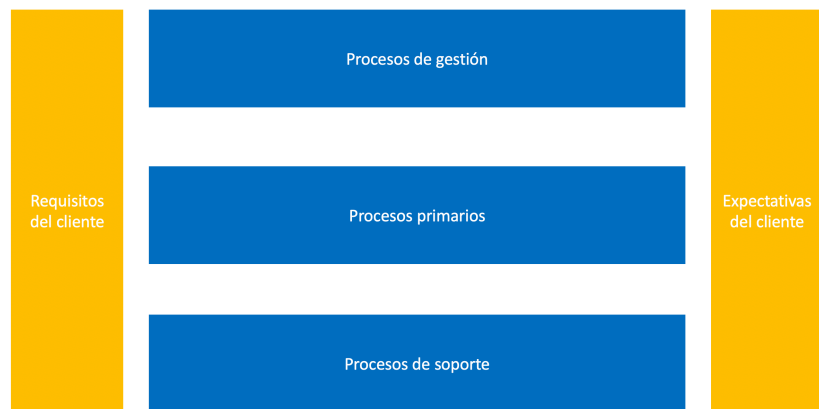 Procesos de gestión
Requisitos
del cliente
Procesos primarios
Expectativas
del cliente
Procesos de soporte